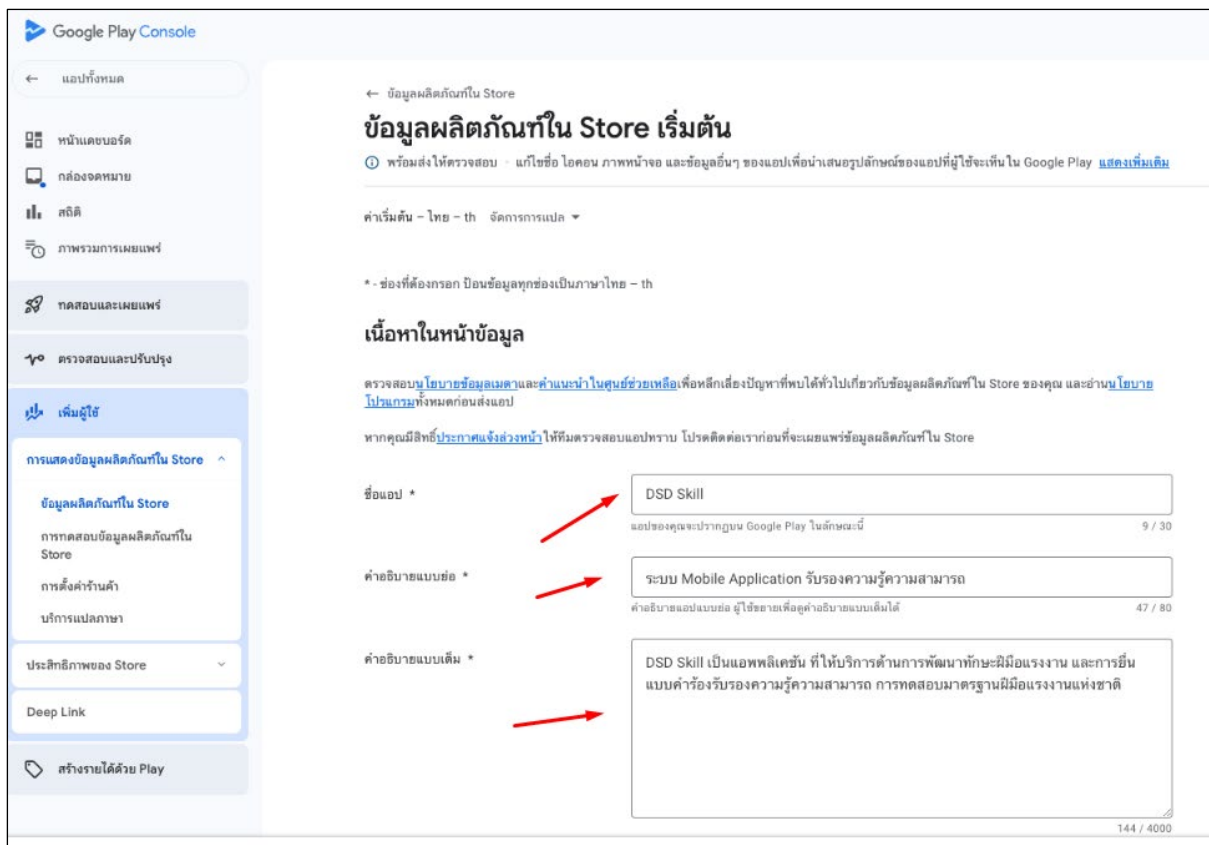 Google Play Console
← แอปทั้งหมด
หน้าแดชบอร์ด
กล่องจดหมาย
สถิติ
ภาพรวมการเผยแพร่
ทดสอบและเผยแพร่
ตรวจสอบและปรับปรุง
เพิ่มผู้ใช้
การแสดงข้อมูลผลิตภัณฑ์ใน Store
ข้อมูลผลิตภัณฑ์ใน Store
การทดสอบข้อมูลผลิตภัณฑ์ใน
Store
การตั้งค่าร้านค้า
บริการแปลภาษา
ประสิทธิภาพของ Store
Deep Link
สร้างรายได้ด้วย Play
← ข้อมูลผลิตภัณฑ์ใน Store
ข้อมูลผลิตภัณฑ์ใน Store เริ่มต้น
พร้อมส่งให้ตรวจสอบ · แก้ไขชื่อ ไอคอน ภาพหน้าจอ และข้อมูลอื่นๆ ของแอปเพื่อนำเสนอรูปลักษณ์ของแอปที่ผู้ใช้จะเห็นใน Google Play แสดงเพิ่มเติม
ค่าเริ่มต้น – ไทย – th จัดการการแปล
* - ช่องที่ต้องกรอก ป้อนข้อมูลทุกช่องเป็นภาษาไทย – th
เนื้อหาในหน้าข้อมูล
ตรวจสอบนโยบายข้อมูลเมตาและคำแนะนำในศูนย์ช่วยเหลือเพื่อหลีกเลี่ยงปัญหาที่พบได้ทั่วไปเกี่ยวกับข้อมูลผลิตภัณฑ์ใน Store ของคุณ และอ่านนโยบาย
โปรแกรมทั้งหมดก่อนส่งแอป
หากคุณมีสิทธิ์ประกาศแจ้งล่วงหน้าให้ทีมตรวจสอบแอปทราบ โปรดติดต่อเราก่อนที่จะเผยแพร่ข้อมูลผลิตภัณฑ์ใน Store
ชื่อแอป *
DSD Skill
แอปของคุณจะปรากฏบน Google Play ในลักษณะนี้ 9 / 30
คำอธิบายแบบย่อ *
ระบบ Mobile Application รับรองความรู้ความสามารถ
คำอธิบายแอปแบบย่อ ผู้ใช้ขยายเพื่อดูคำอธิบายแบบเต็มได้ 47 / 80
คำอธิบายแบบเต็ม *
DSD Skill เป็นแอพพลิเคชัน ที่ให้บริการด้านการพัฒนาทักษะฝีมือแรงงาน และการยื่น
แบบคำร้องรับรองความรู้ความสามารถ การทดสอบมาตรฐานฝีมือแรงงานแห่งชาติ
144 / 4000